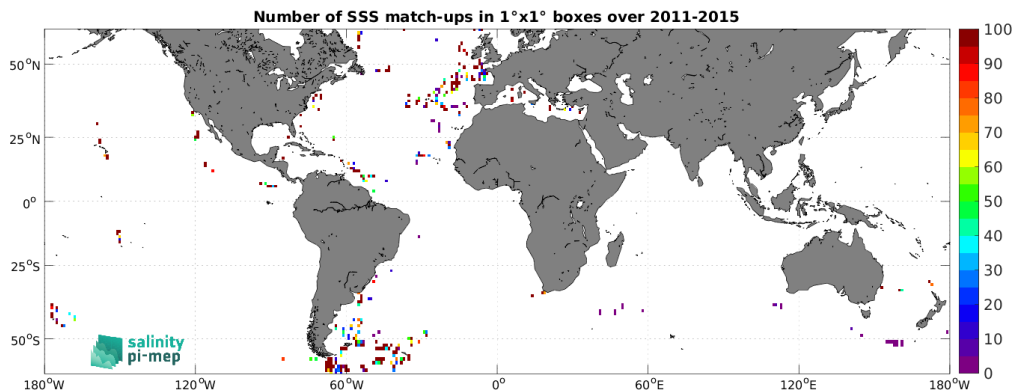 Number of SSS match-ups in 1°x1° boxes over 2011-2015
50°N
25°N
0°
25°S
50°S
180°W
120°W
60°W
0°
60°E
120°E
180°W
100
90
80
70
60
50
40
30
20
10
0
salinity
pi-mep